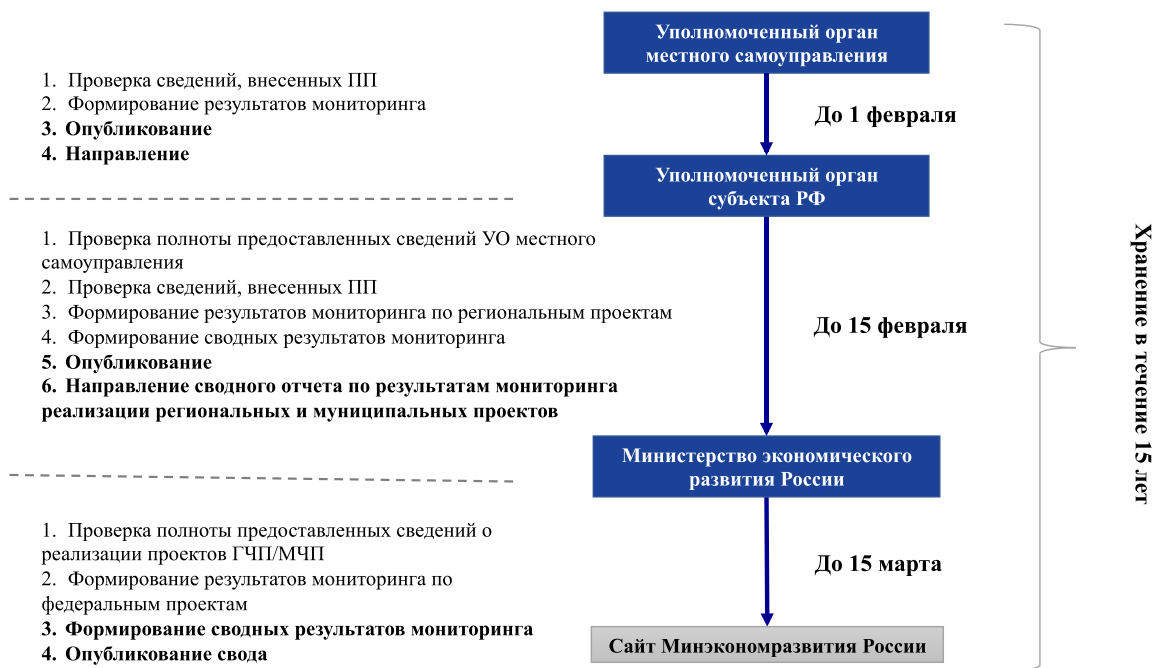 Уполномоченный орган
местного самоуправления
1. Проверка сведений, внесенных ПП
2. Формирование результатов мониторинга
3. Опубликование
4. Направление
До 1 февраля
Уполномоченный орган
субъекта РФ
1. Проверка полноты предоставленных сведений УО местного
самоуправления
2. Проверка сведений, внесенных ПП
3. Формирование результатов мониторинга по региональным проектам
4. Формирование сводных результатов мониторинга
5. Опубликование
6. Направление сводного отчета по результатам мониторинга
реализации региональных и муниципальных проектов
До 15 февраля
Министерство экономического
развития России
1. Проверка полноты предоставленных сведений о
реализации проектов ГЧП/МЧП
2. Формирование результатов мониторинга по
федеральным проектам
3. Формирование сводных результатов мониторинга
4. Опубликование свода
До 15 марта
Сайт Минэкономразвития России
Хранение в течение 15 лет